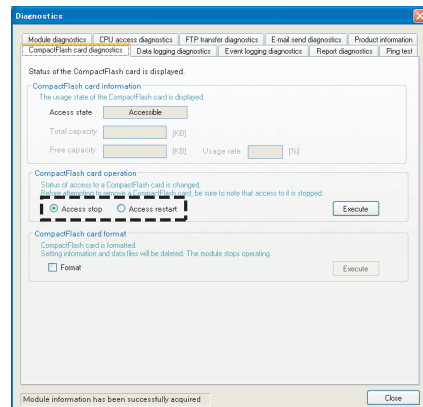 Diagnostics
Module diagnostics CPU access diagnostics FTP transfer diagnostics E-mail send diagnostics Product information
CompactFlash card diagnostics Data logging diagnostics Event logging diagnostics Report diagnostics Ping test
Status of the CompactFlash card is displayed.
CompactFlash card information
The usage state of the CompactFlash card is displayed.
Access state Accessible
Total capacity [KB]
Free capacity [KB] Usage rate [%]
CompactFlash card operation
Status of access to a CompactFlash card is changed.
Before attempting to remove a CompactFlash card, be sure to note that access to it is stopped.
Access stop Access restart Execute
CompactFlash card format
CompactFlash card is formatted.
Setting information and data files will be deleted. The module stops operating.
Format Execute
Module information has been successfully acquired Close